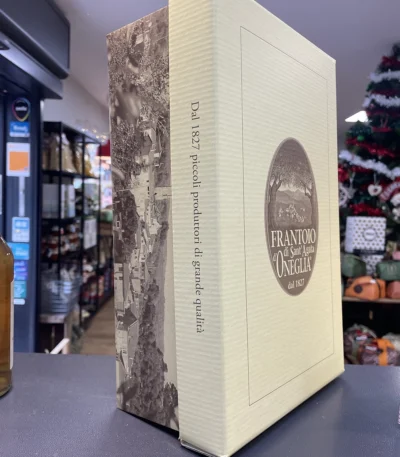 Dal 1827 piccoli produttori di grande qualità
FRANTOIO
di Sant'Agata
"ONEGLIA"
dal 1827